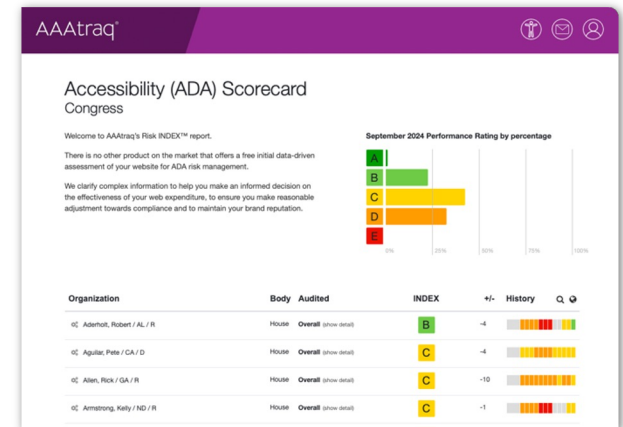 AAAtraq®
Accessibility (ADA) Scorecard
Congress
Welcome to AAAtraq's Risk INDEX™ report.
There is no other product on the market that offers a free initial data-driven
assessment of your website for ADA risk management.
We clarify complex information to help you make an informed decision on
the effectiveness of your web expenditure, to ensure you make reasonable
adjustment towards compliance and to maintain your brand reputation.
September 2024 Performance Rating by percentage
A
B
C
D
E
0% 25% 50% 75% 100%
Organization Body Audited INDEX +/- History
Aderholt, Robert / AL / R House Overall (show detail) B -4
Aguilar, Pete / CA / D House Overall (show detail) C -4
Allen, Rick / GA / R House Overall (show detail) C -10
Armstrong, Kelly / ND / R House Overall (show detail) C -1